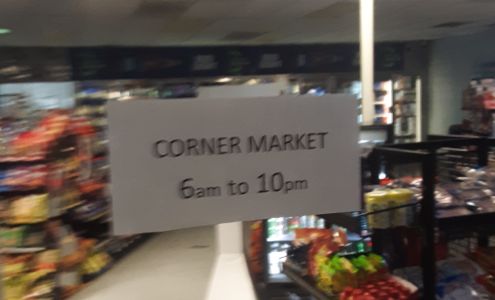 CORNER MARKET
6am to 10pm